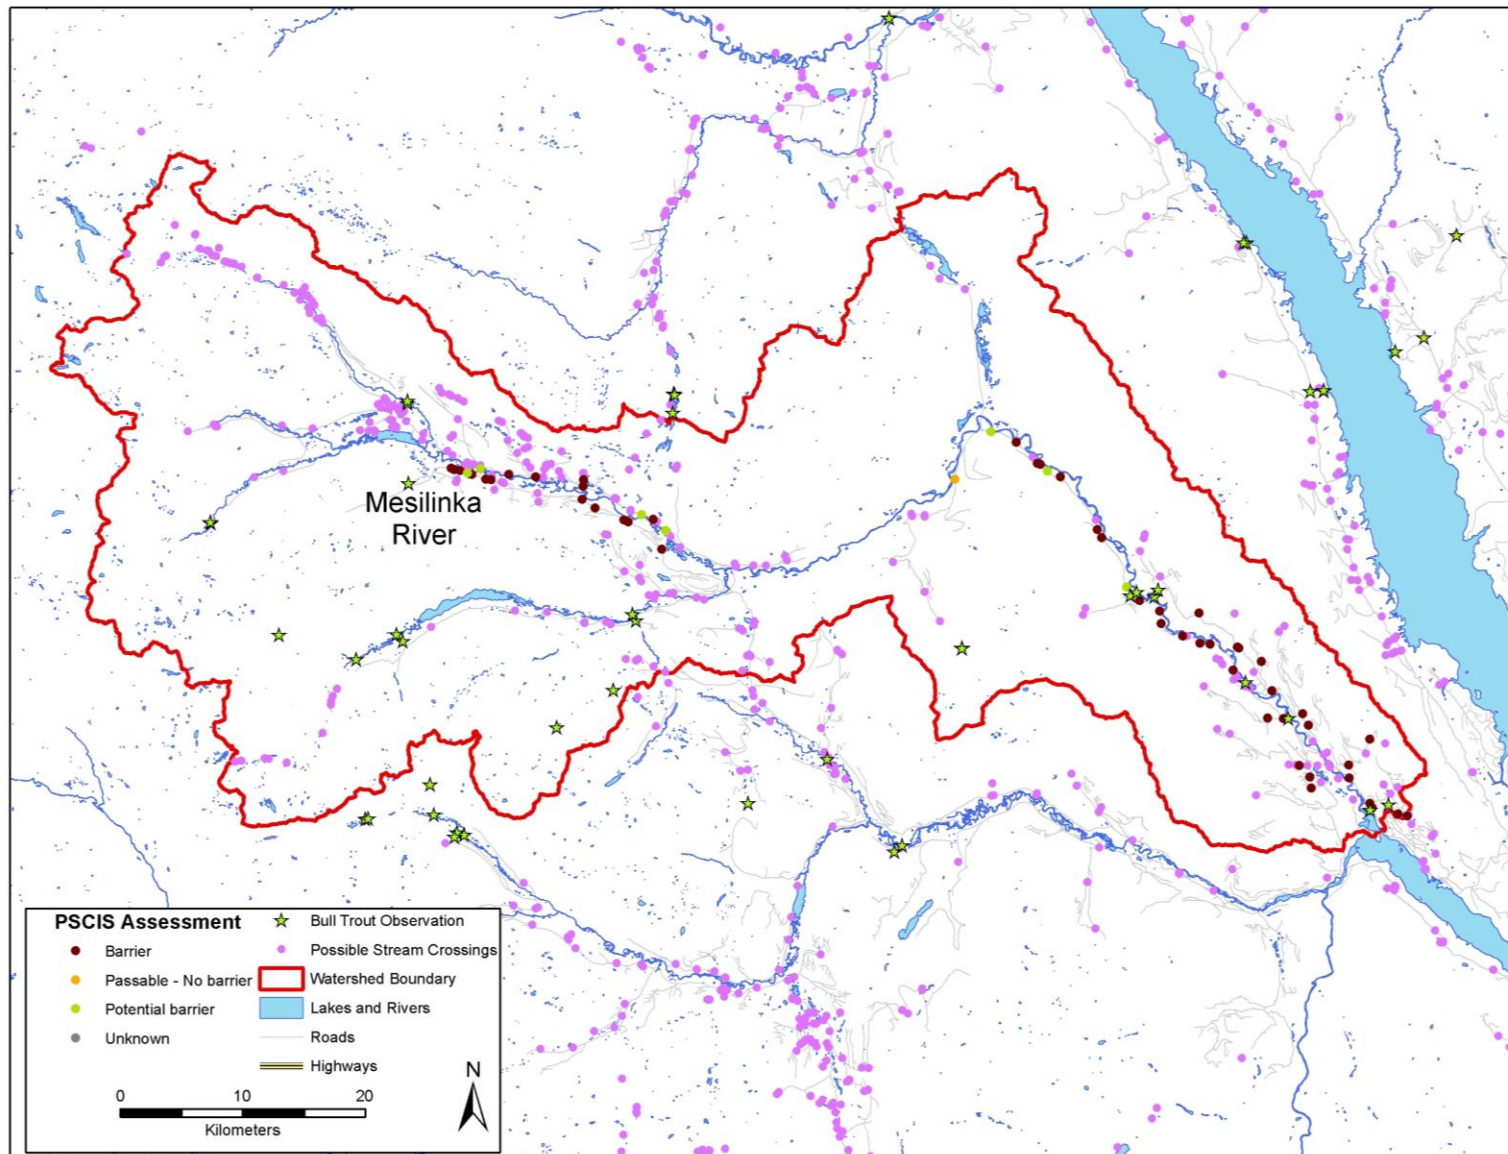 Mesilinka
River
PSCIS Assessment
Barrier
Passable - No barrier
Potential barrier
Unknown
Bull Trout Observation
Possible Stream Crossings
Watershed Boundary
Lakes and Rivers
Roads
Highways
0 10 20
Kilometers
N